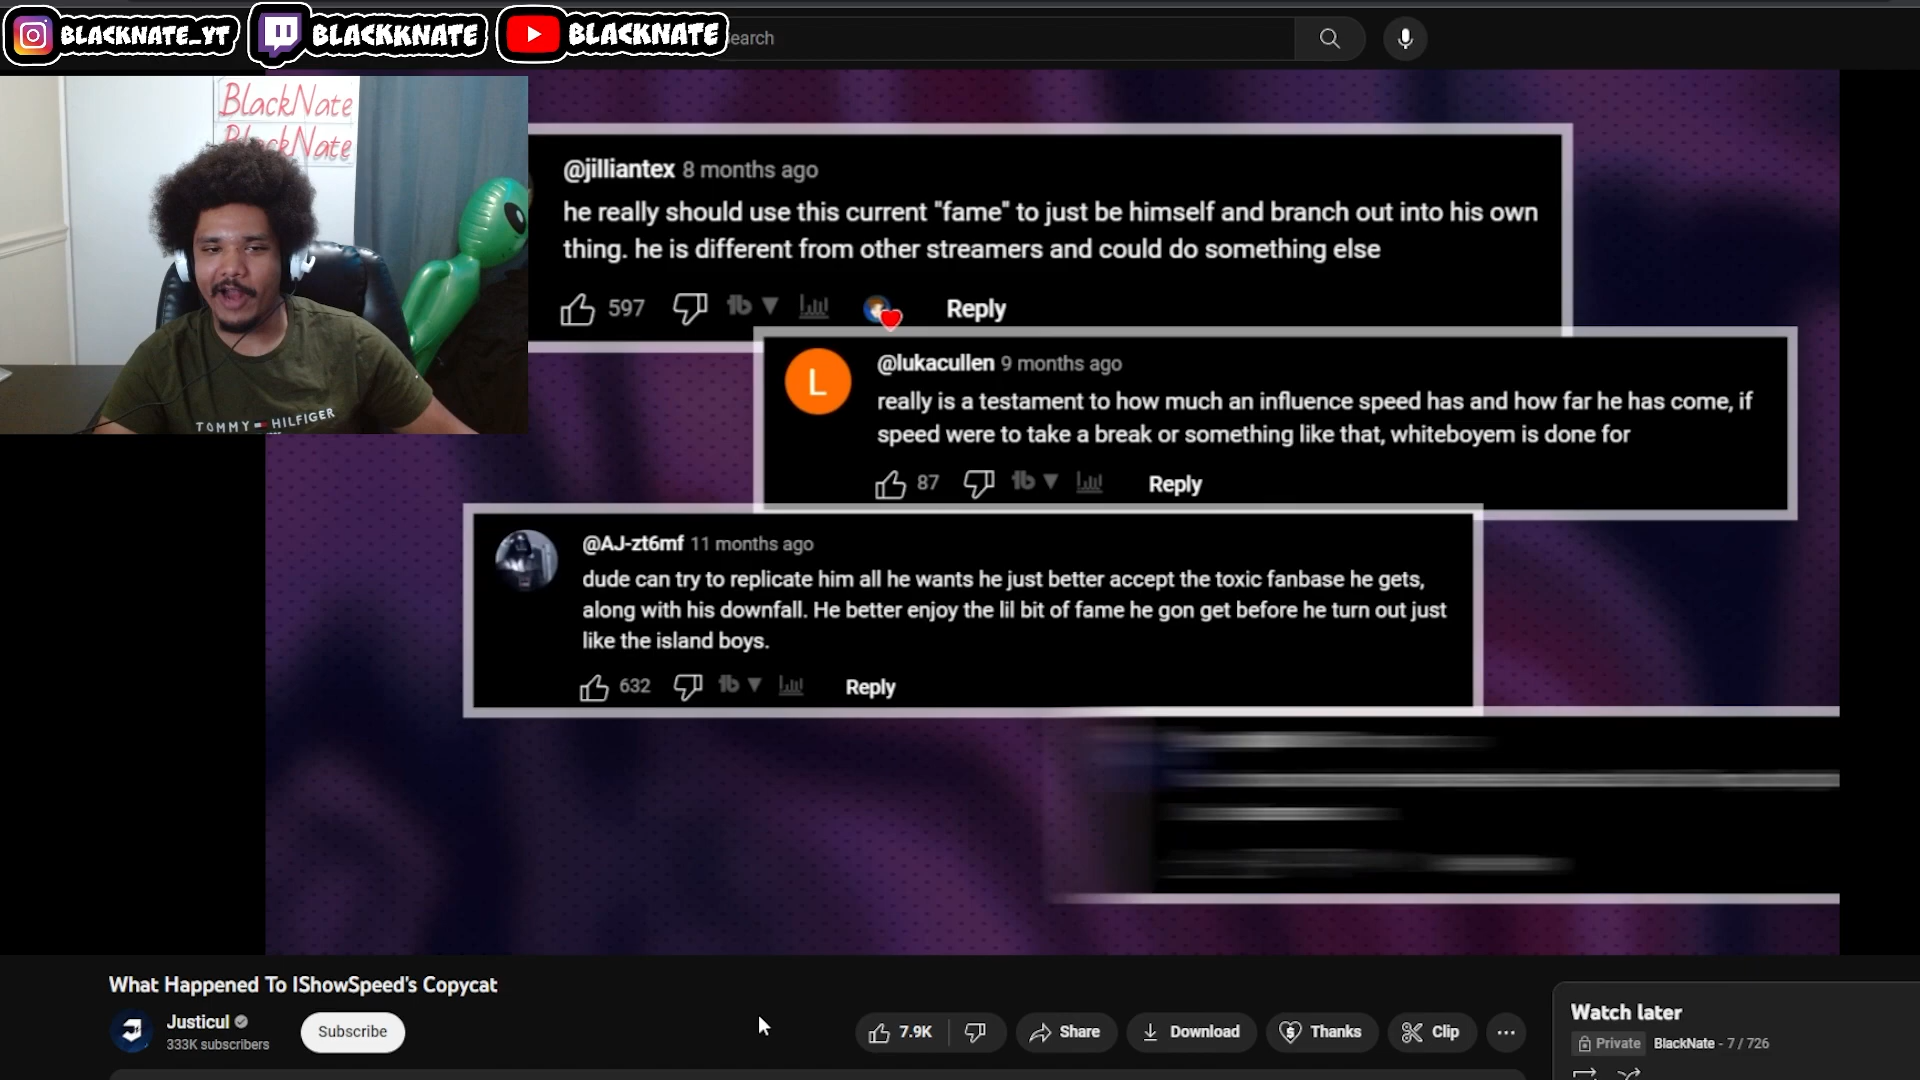 BLACKNATE_YT
BLACKKNATE
BLACKNATE
earch
BlackNate
BlackNate
TOMMY HILFIGER
@jilliantex 8 months ago
he really should use this current "fame" to just be himself and branch out into his own
thing. he is different from other streamers and could do something else
597
Reply
L
@lukacullen 9 months ago
really is a testament to how much an influence speed has and how far he has come, if
speed were to take a break or something like that, whiteboyem is done for
87
Reply
@AJ-zt6mf 11 months ago
dude can try to replicate him all he wants he just better accept the toxic fanbase he gets,
along with his downfall. He better enjoy the lil bit of fame he gon get before he turn out just
like the island boys.
632
Reply
What Happened To IShowSpeed's Copycat
Justicul
333K subscribers
Subscribe
7.9K
Share
Download
Thanks
Clip
Watch later
Private BlackNate - 7 / 726